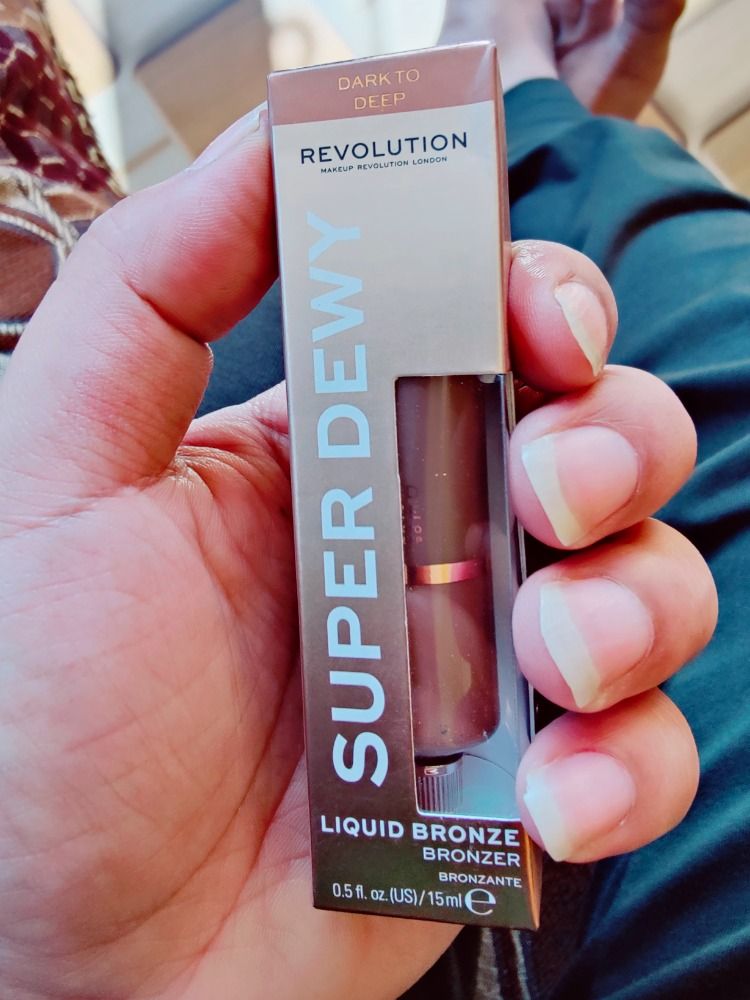 DARK TO
DEEP
REVOLUTION
MAKEUP REVOLUTION LONDON
SUPER DEWY
LIQUID BRONZE
BRONZER
BRONZANTE
0.5 fl. oz.(US)/15ml ℮